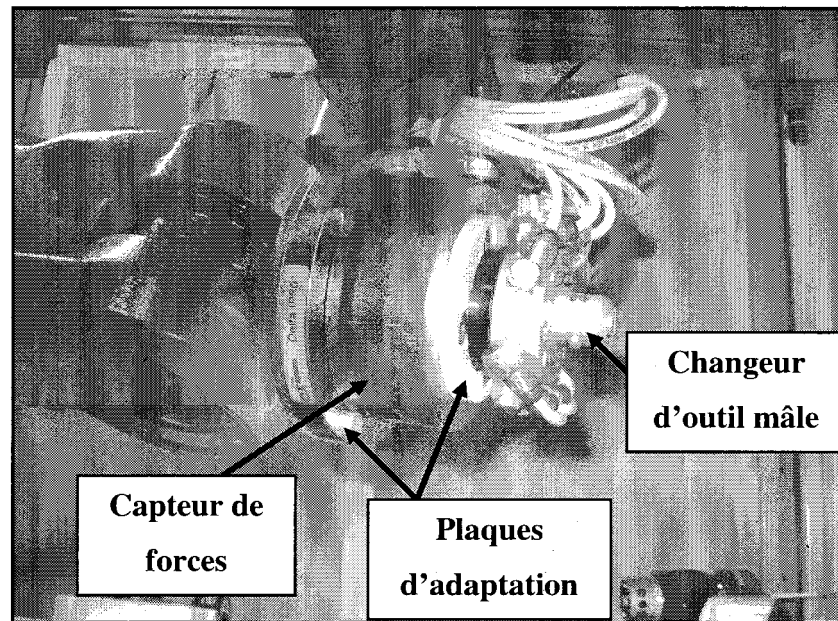 Changeur
d'outil mâle
Capteur de
forces
Plaques
d'adaptation